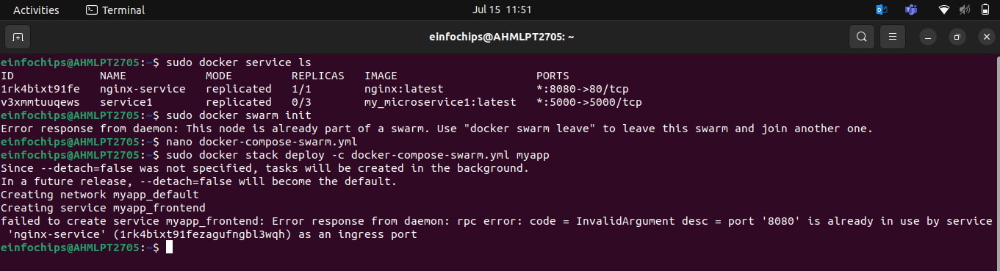 Activities Terminal Jul 15 11:51
einfochips@AHMLPT2705: ~
einfochips@AHMLPT2705:~$ sudo docker service ls
ID NAME MODE REPLICAS IMAGE PORTS
1rk4bixt91fe nginx-service replicated 1/1 nginx:latest *:8080->80/tcp
v3xmmtuuqews service1 replicated 0/3 my_microservice1:latest *:5000->5000/tcp
einfochips@AHMLPT2705:~$ sudo docker swarm init
Error response from daemon: This node is already part of a swarm. Use "docker swarm leave" to leave this swarm and join another one.
einfochips@AHMLPT2705:~$ nano docker-compose-swarm.yml
einfochips@AHMLPT2705:~$ sudo docker stack deploy -c docker-compose-swarm.yml myapp
Since --detach=false was not specified, tasks will be created in the background.
In a future release, --detach=false will become the default.
Creating network myapp_default
Creating service myapp_frontend
failed to create service myapp_frontend: Error response from daemon: rpc error: code = InvalidArgument desc = port '8080' is already in use by service
'nginx-service' (1rk4bixt91fezagufngbl3wqh) as an ingress port
einfochips@AHMLPT2705:~$